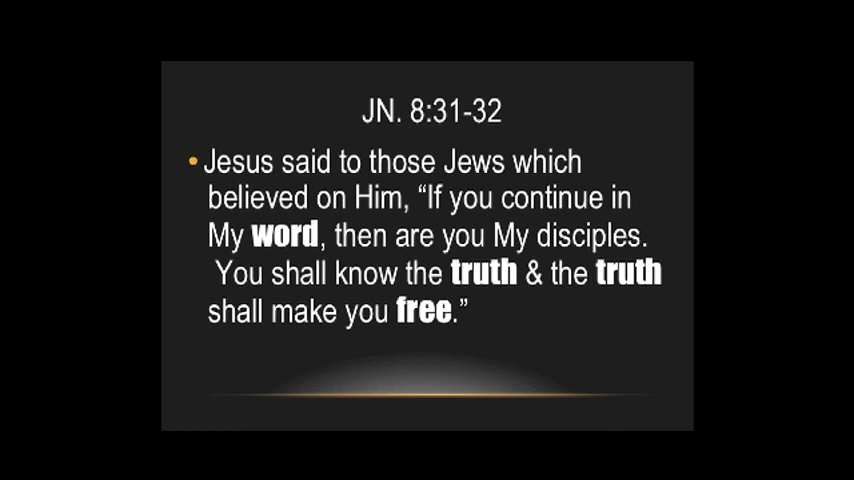 JN. 8:31-32
• Jesus said to those Jews which
believed on Him, “If you continue in
My word, then are you My disciples.
You shall know the truth & the truth
shall make you free.”